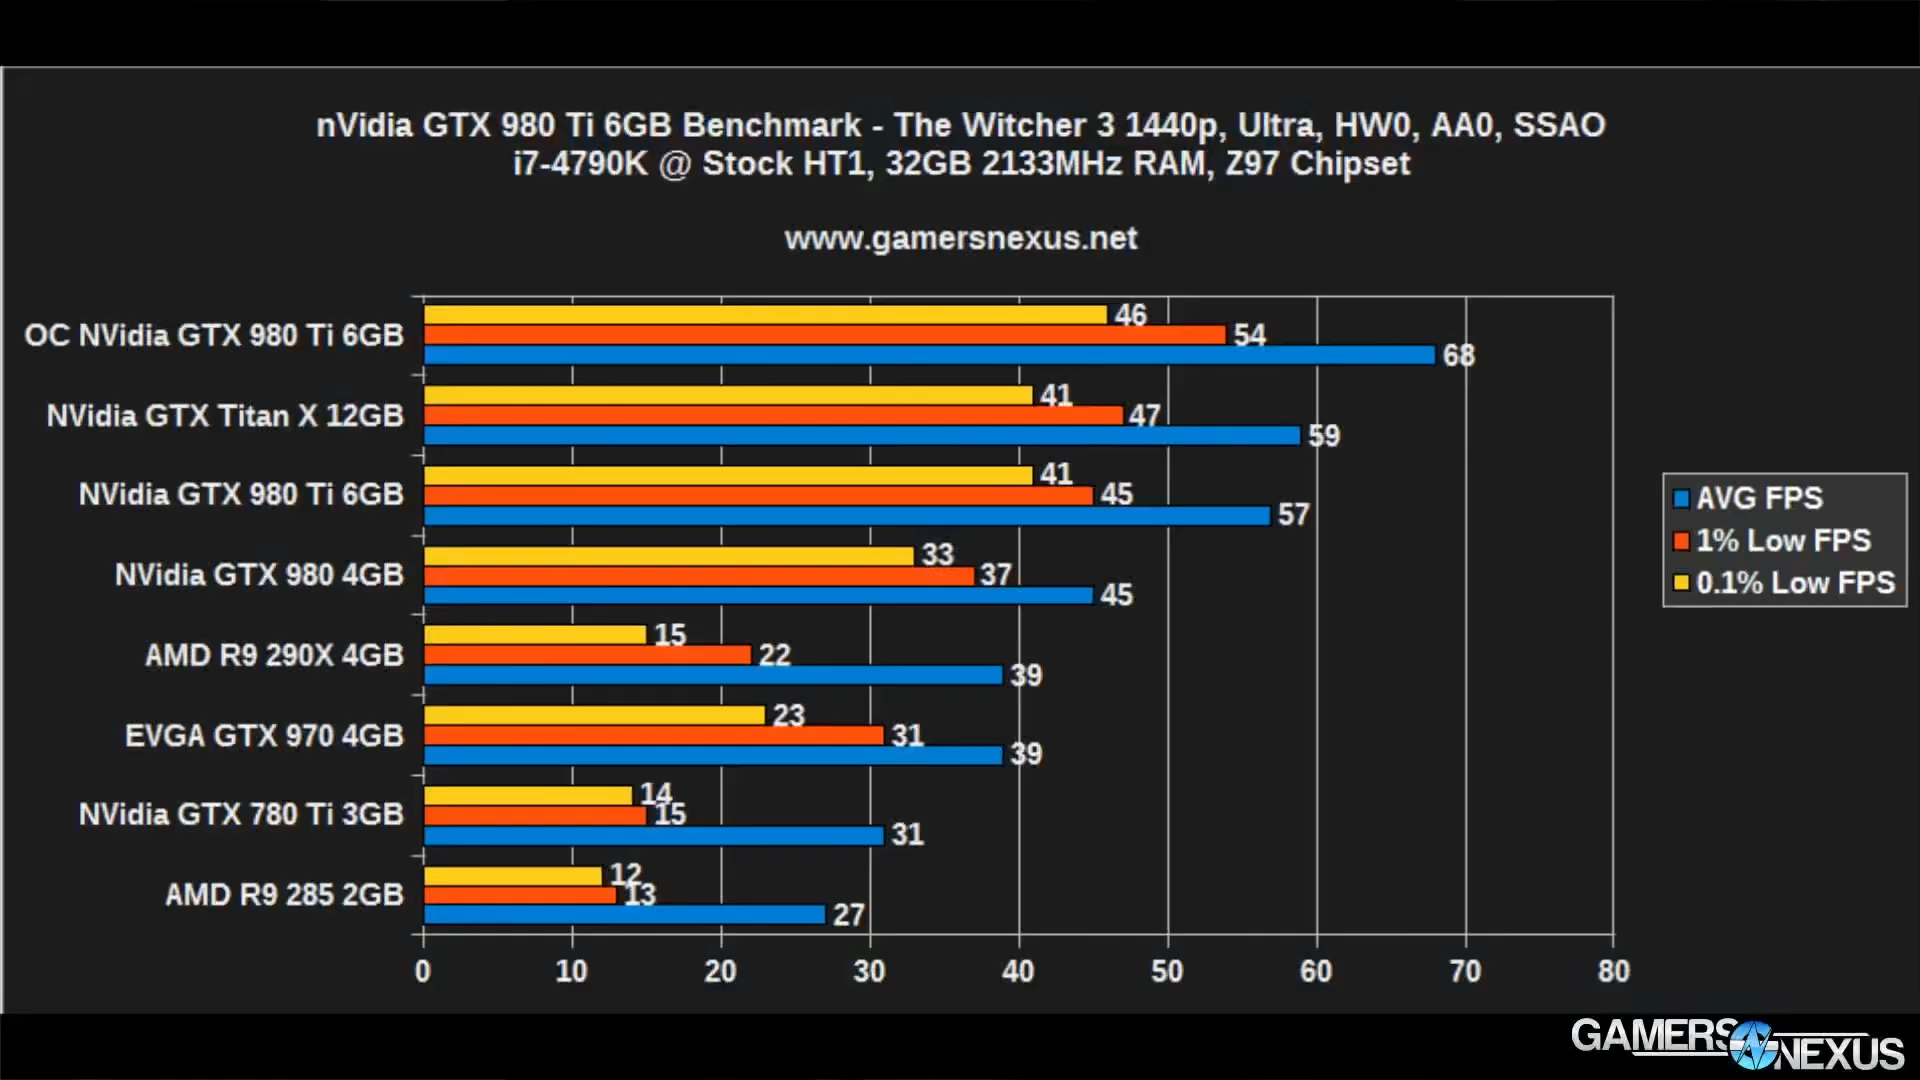 nVidia GTX 980 Ti 6GB Benchmark - The Witcher 3 1440p, Ultra, HW0, AA0, SSAO
i7-4790K @ Stock HT1, 32GB 2133MHz RAM, Z97 Chipset
www.gamersnexus.net
OC NVidia GTX 980 Ti 6GB
46
54
68
NVidia GTX Titan X 12GB
41
47
59
NVidia GTX 980 Ti 6GB
41
45
57
NVidia GTX 980 4GB
33
37
45
AMD R9 290X 4GB
15
22
39
EVGA GTX 970 4GB
23
31
39
NVidia GTX 780 Ti 3GB
14
15
31
AMD R9 285 2GB
12
13
27
0 10 20 30 40 50 60 70 80
AVG FPS
1% Low FPS
0.1% Low FPS
GAMERS
NEXUS